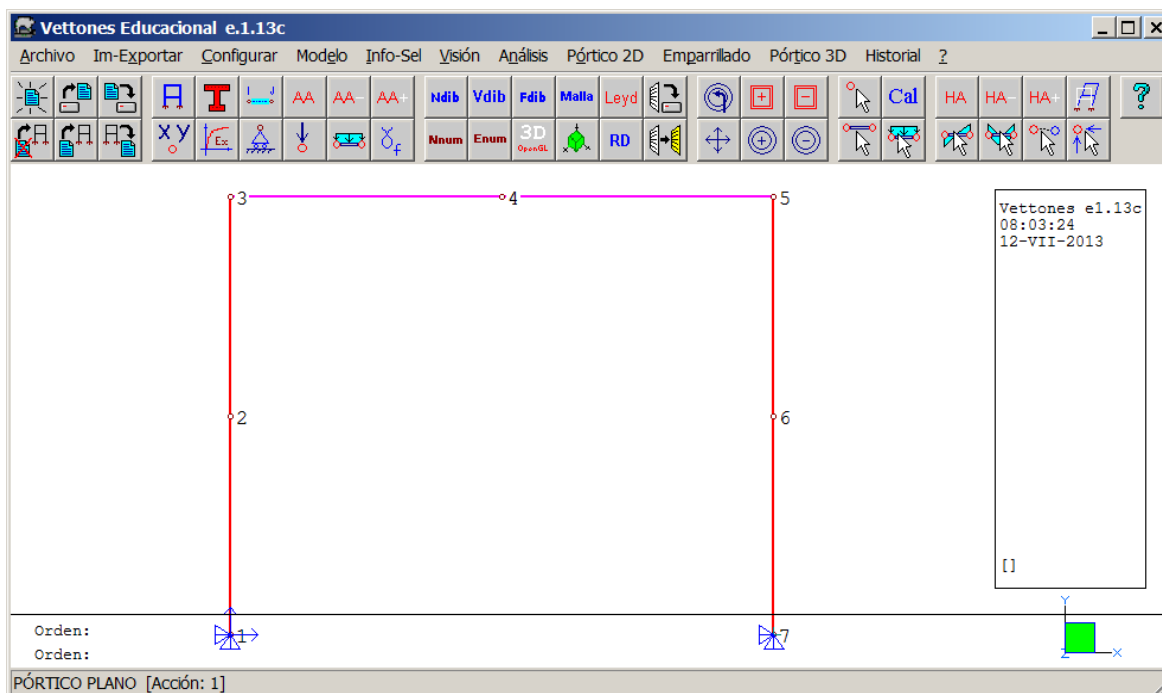 Vettones Educacional e.1.13c
Archivo Im-Exportar Configurar Modelo Info-Sel Visión Análisis Pórtico 2D Emparrillado Pórtico 3D Historial ?
AA AA- AA+ Ndib Vdib Fdib Malla Leyd Cal HA HA- HA+ ?
X Y Ex f Nnum Enum 3D OpenGL RD
3 4 5
Vettones e1.13c
08:03:24
12-VII-2013
2 6
[]
Y
Orden: 1 7
Orden:
Z X
PÓRTICO PLANO [Acción: 1]